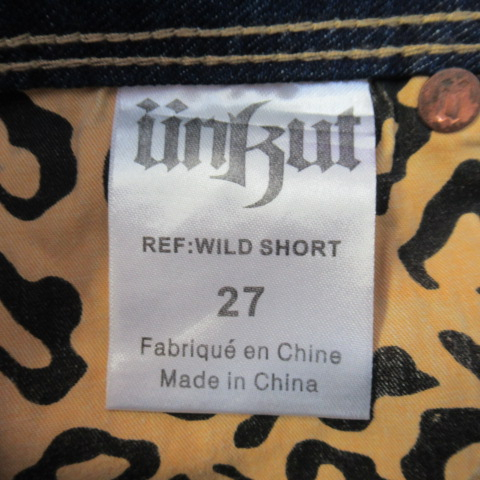 ünkut
REF:WILD SHORT
27
Fabriqué en Chine
Made in China